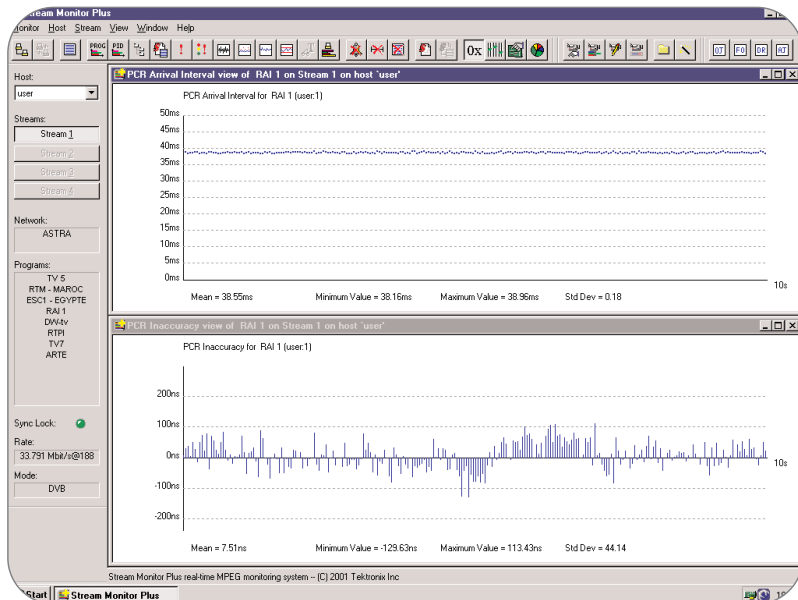 Stream Monitor Plus
Monitor Host Stream View Window Help
PROG PID 0x
Host:
user
Streams:
Stream 1
Stream 2
Stream 3
Stream 4
Network:
ASTRA
Programs:
TV 5
RTM - MAROC
ESC1 - EGYPTE
RAI 1
DW-tv
RTPI
TV7
ARTE
Sync Lock:
Rate:
33.791 Mbit/s@188
Mode:
DVB
PCR Arrival Interval view of RAI 1 on Stream 1 on host 'user'
PCR Arrival Interval for RAI 1 (user:1)
50ms
45ms
40ms
35ms
30ms
25ms
20ms
15ms
10ms
5ms
0ms
10s
Mean = 38.55ms Minimum Value = 38.16ms Maximum Value = 38.96ms Std Dev = 0.18
PCR Inaccuracy view of RAI 1 on Stream 1 on host 'user'
PCR Inaccuracy for RAI 1 (user:1)
200ns
100ns
0ns
-100ns
-200ns
10s
Mean = 7.51ns Minimum Value = -129.63ns Maximum Value = 113.43ns Std Dev = 44.14
Stream Monitor Plus real-time MPEG monitoring system -- (C) 2001 Tektronix Inc
Start Stream Monitor Plus